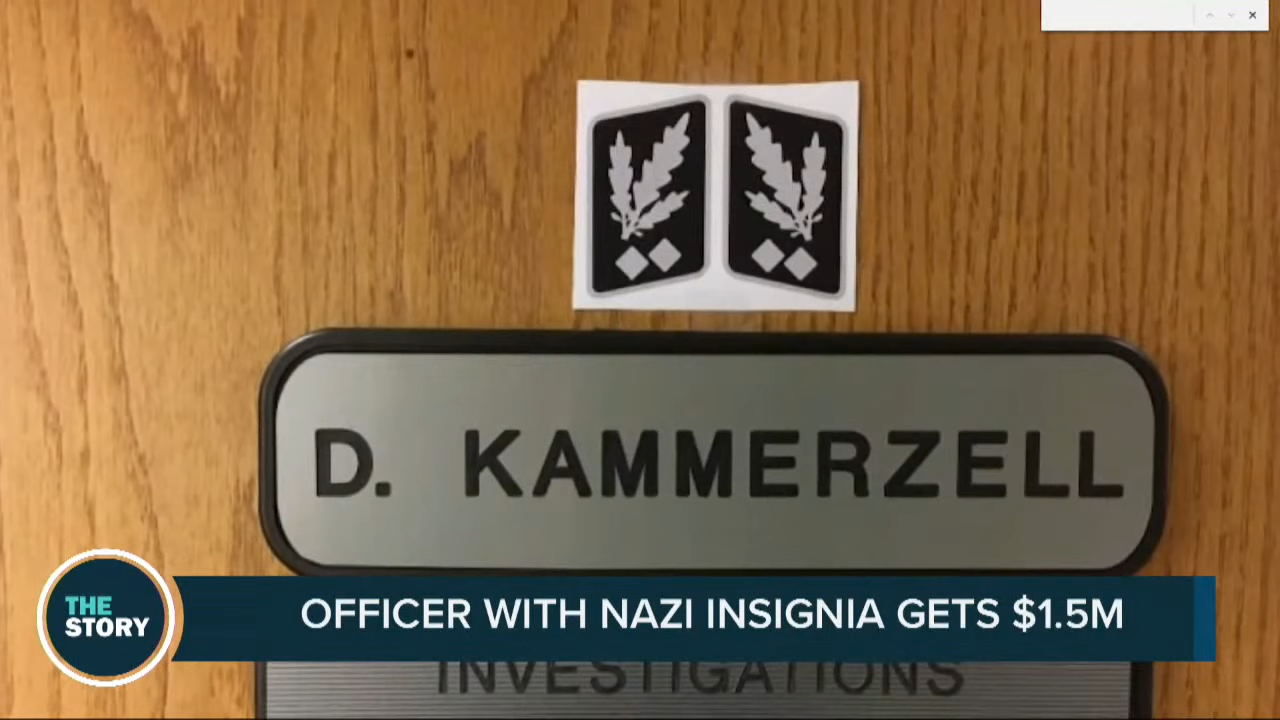 D. KAMMERZELL
THE
STORY
OFFICER WITH NAZI INSIGNIA GETS $1.5M
INVESTIGATIONS